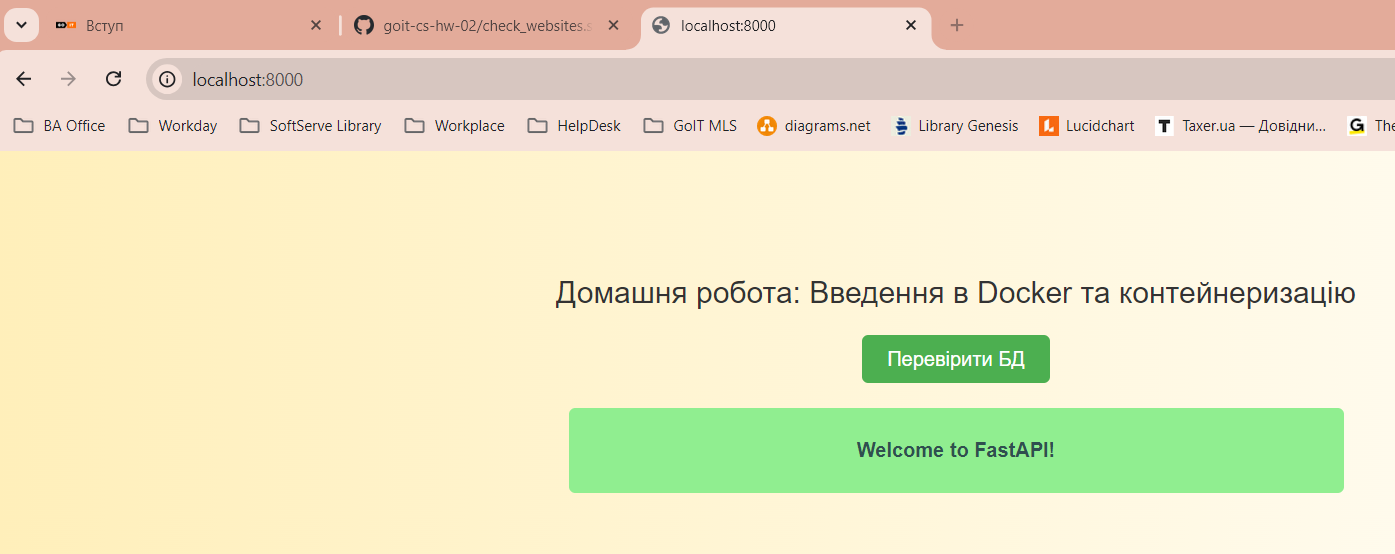 Вступ
goit-cs-hw-02/check_websites.s
localhost:8000
localhost:8000
BA Office Workday SoftServe Library Workplace HelpDesk GoIT MLS diagrams.net Library Genesis Lucidchart Taxer.ua — Довідни... The
Домашня робота: Введення в Docker та контейнеризацію
Перевірити БД
Welcome to FastAPI!